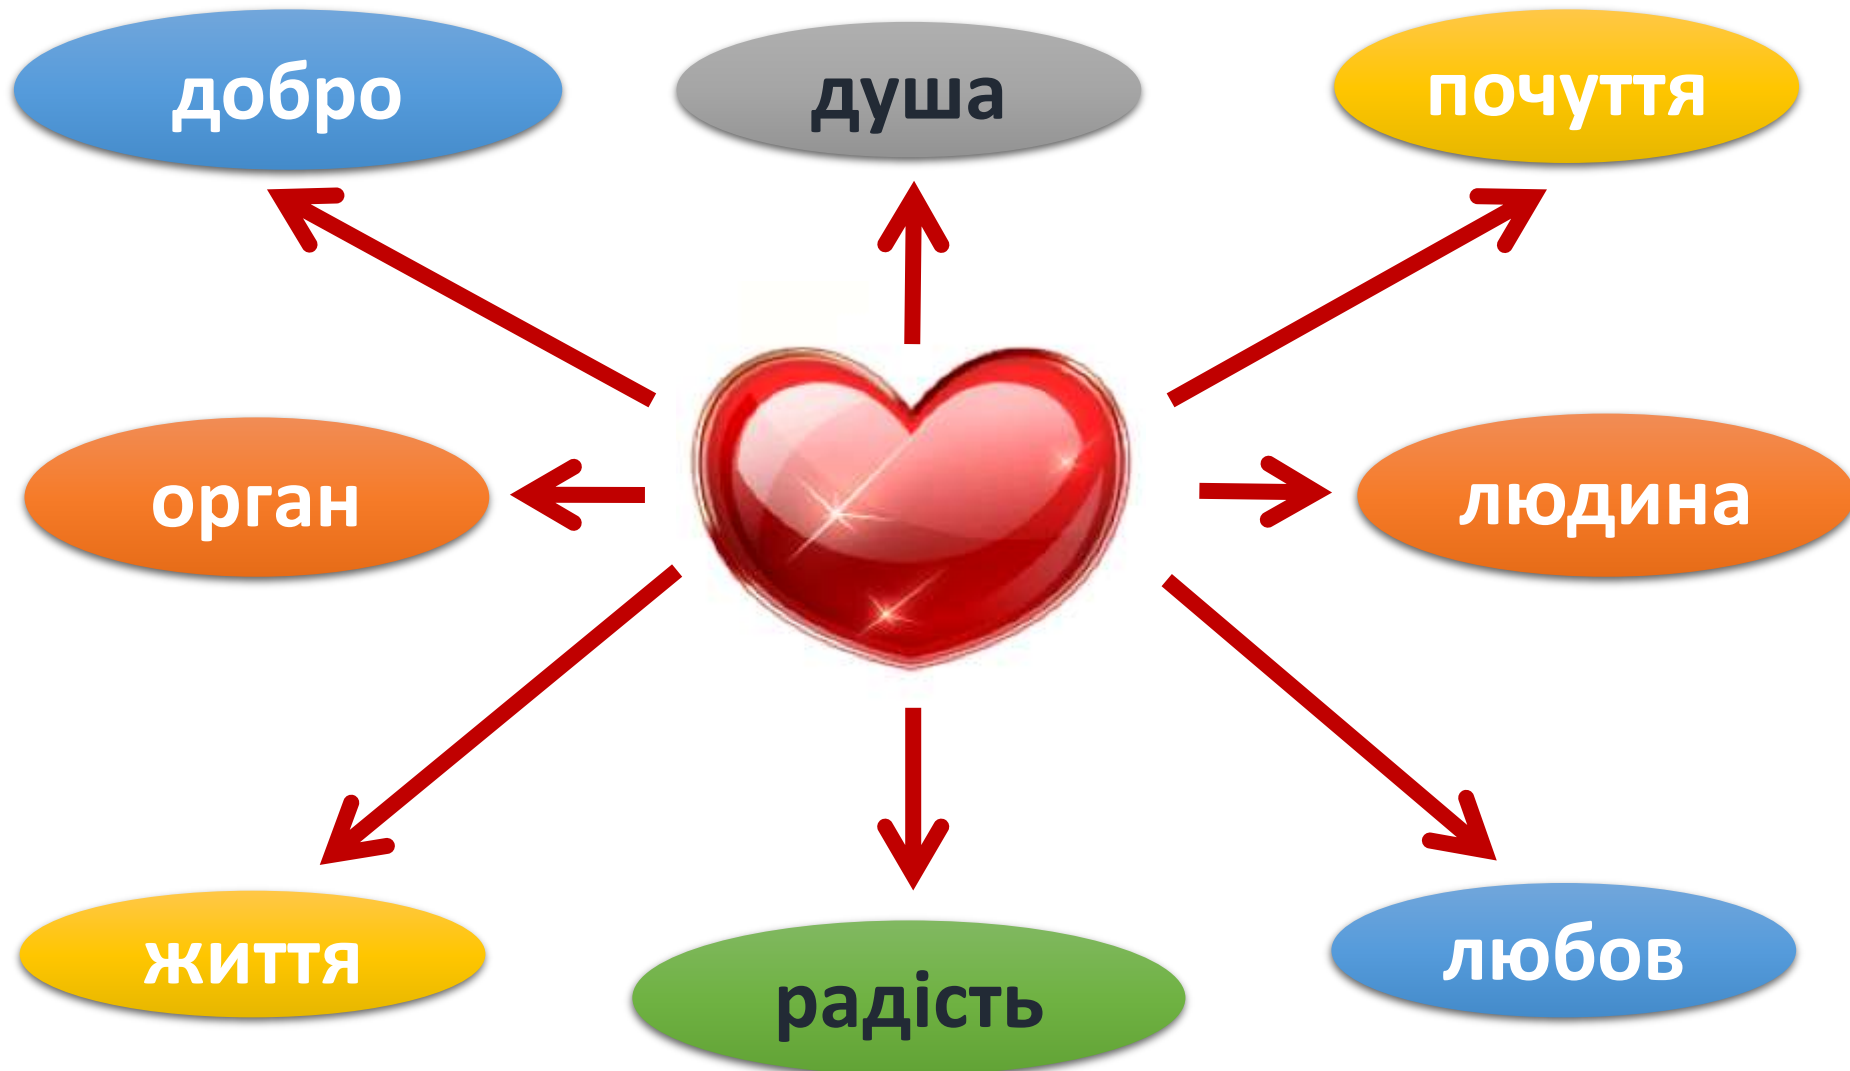 добро
душа
почуття
орган
людина
життя
радість
любов